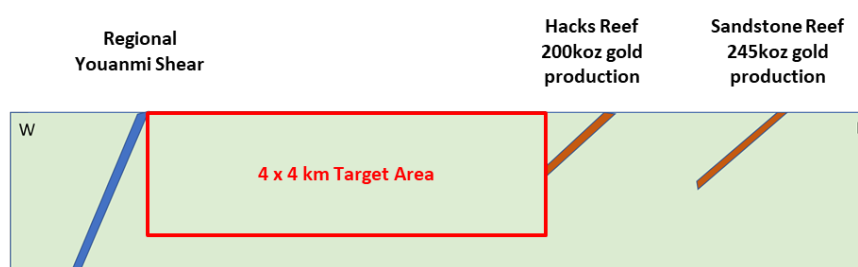 Regional
Youanmi Shear
Hacks Reef
200koz gold
production
Sandstone Reef
245koz gold
production
W
4 x 4 km Target Area